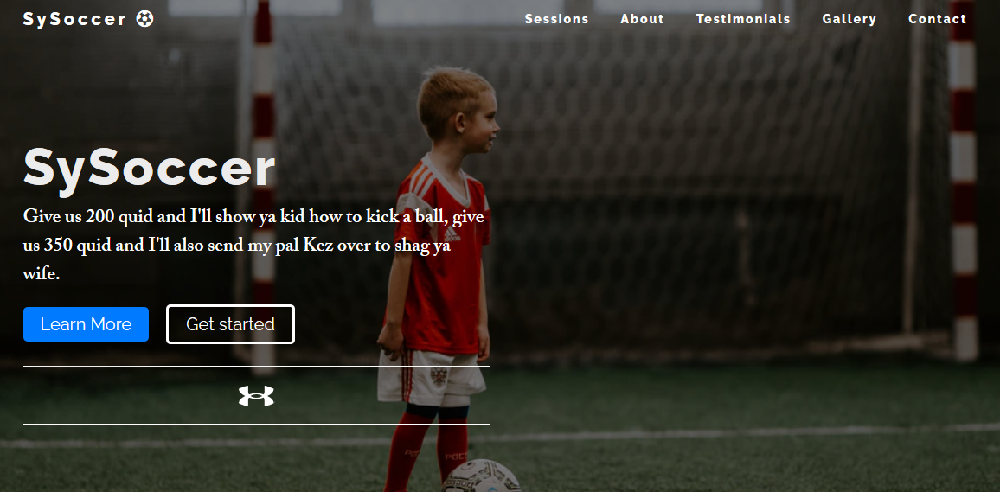 SySoccer
Sessions About Testimonials Gallery Contact
SySoccer
Give us 200 quid and I'll show ya kid how to kick a ball, give
us 350 quid and I'll also send my pal Kez over to shag ya
wife.
Learn More Get started